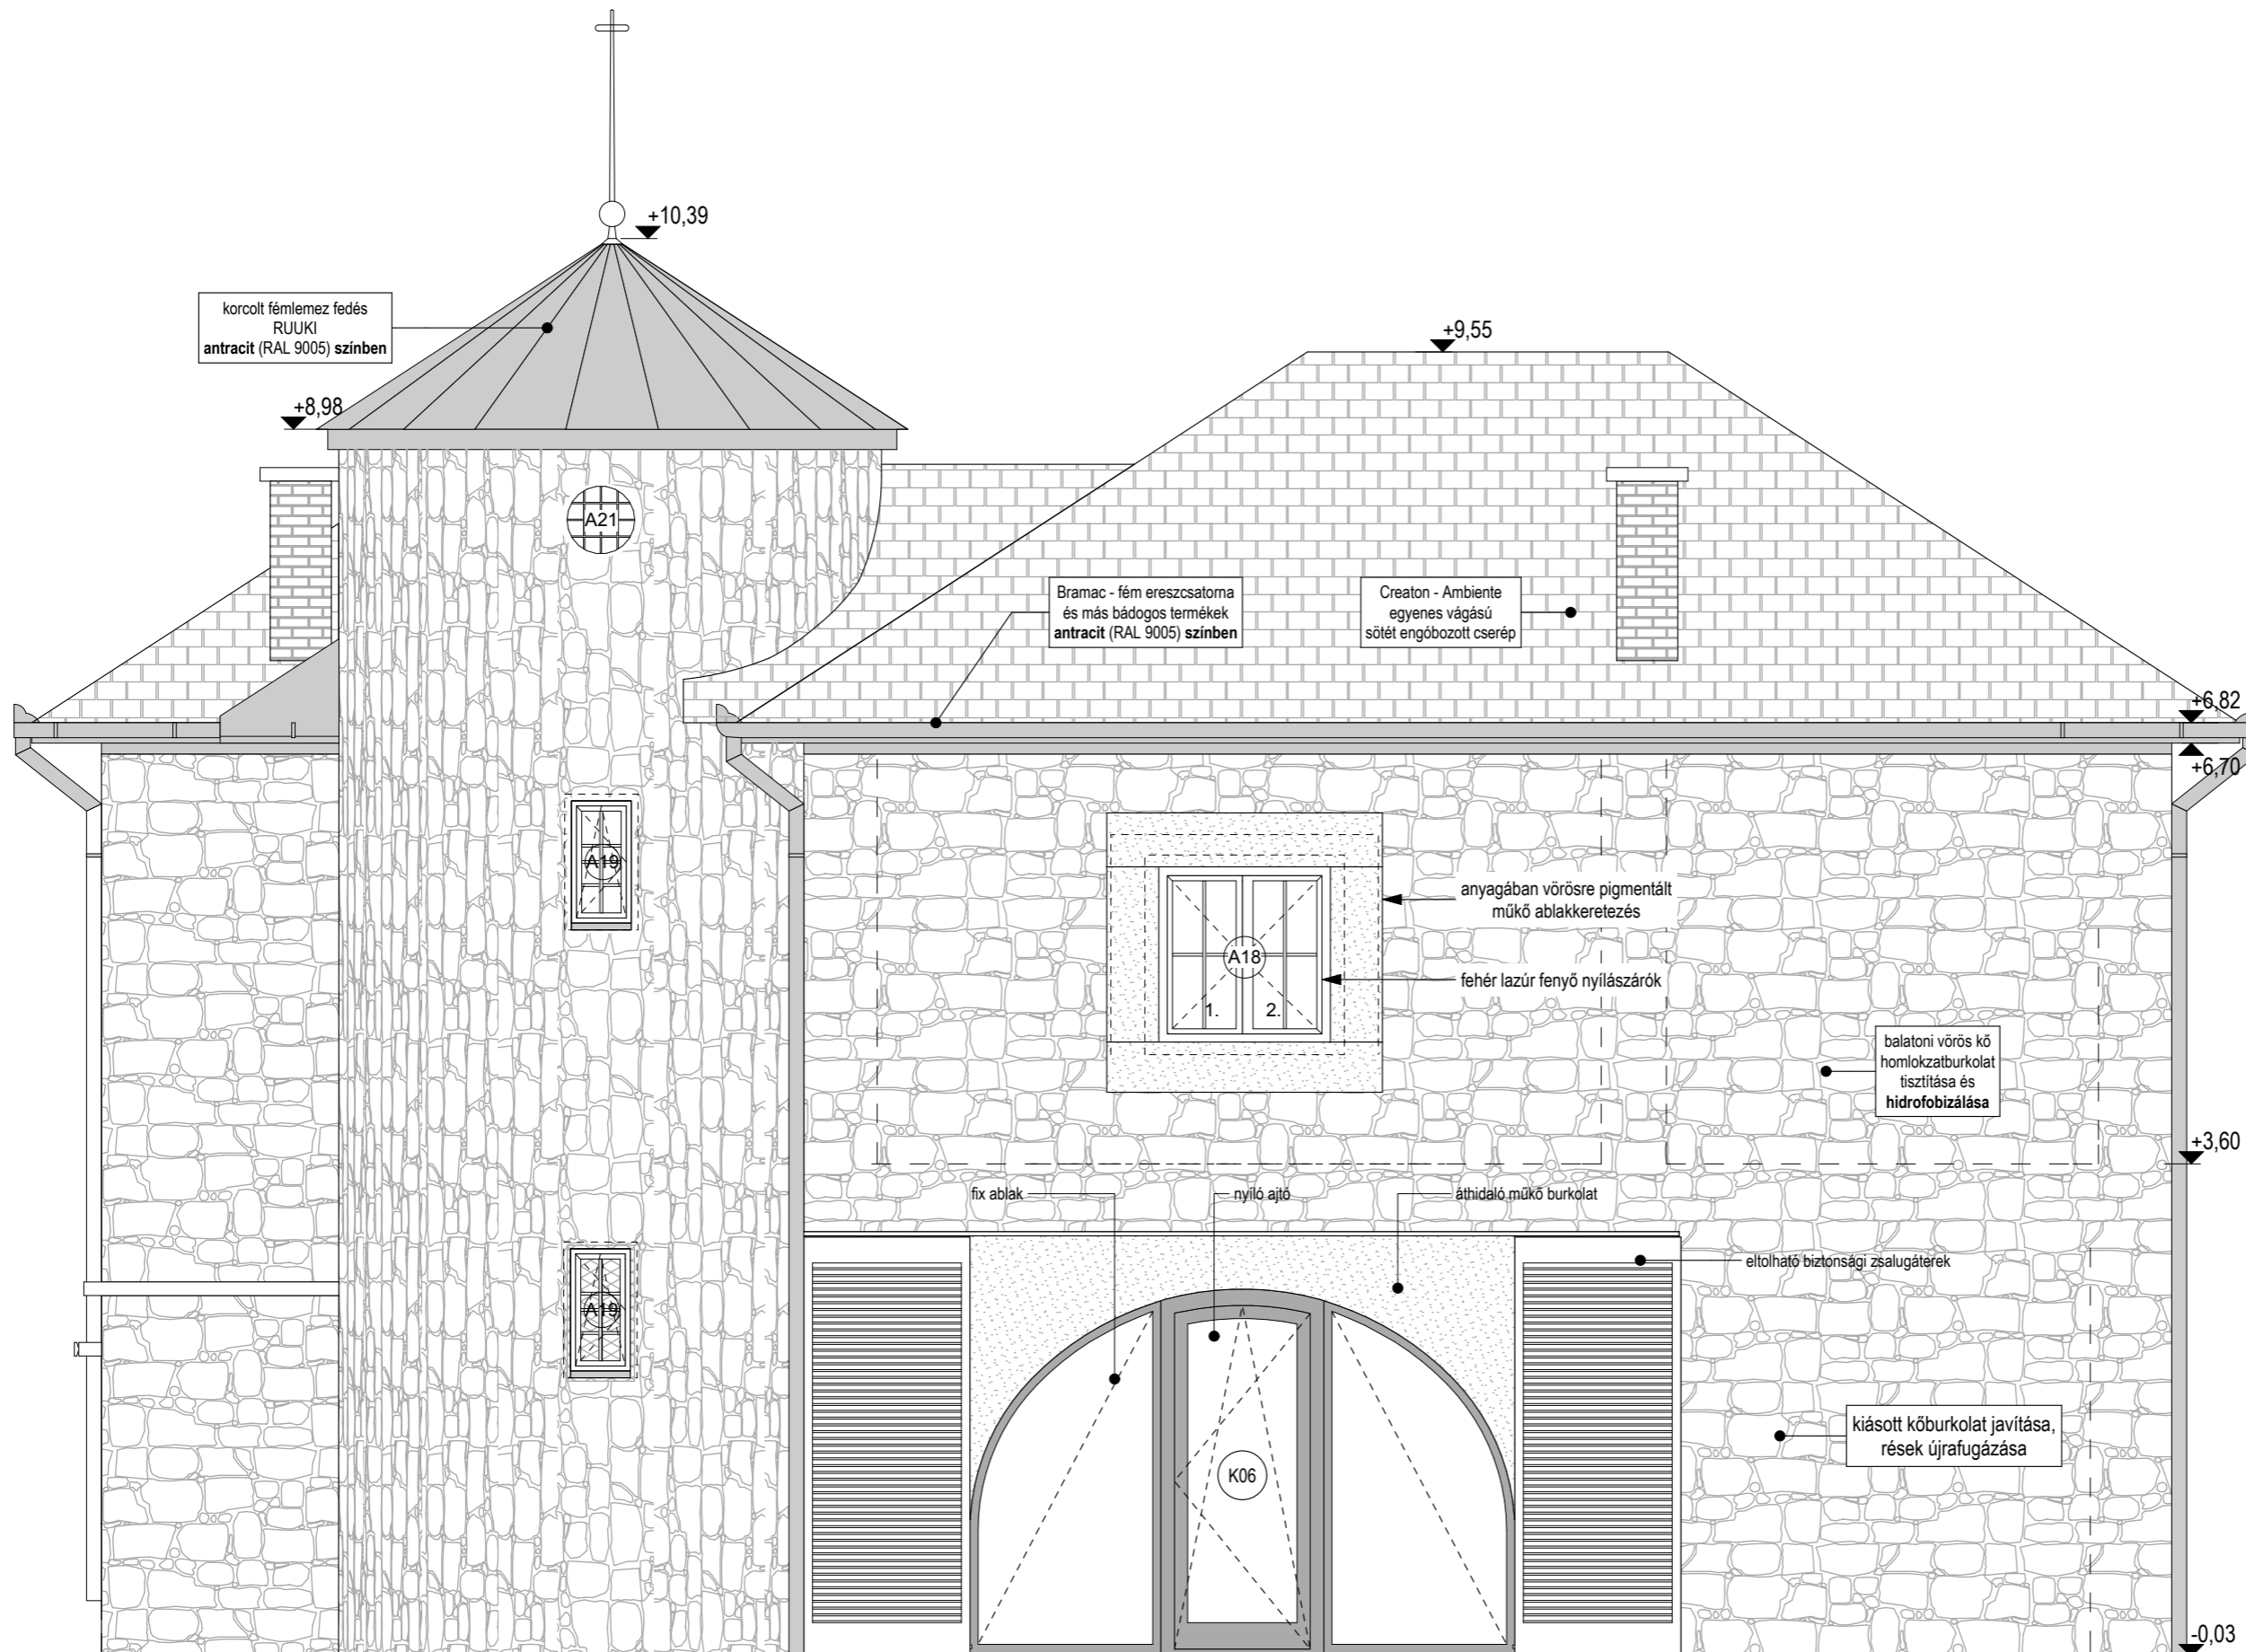 +10,39
korcolt fémlemez fedés
RUUKI
antracit (RAL 9005) színben
+9,55
+8,98
A21
Bramac - fém ereszcsatorna
és más bádogos termékek
antracit (RAL 9005) színben
Creaton - Ambiente
egyenes vágású
sötét engóbozott cserép
+6,82
+6,70
A19
anyagában vörösre pigmentált
műkő ablakkeretezés
A18
fehér lazúr fenyő nyílászárók
1.
2.
balatoni vörös kő
homlokzatburkolat
tisztítása és
hidrofobizálása
+3,60
fix ablak
nyíló ajtó
áthidaló műkő burkolat
eltolható biztonsági zsalugáterek
A19
kiásott kőburkolat javítása,
rések újrafugázása
K06
-0,03